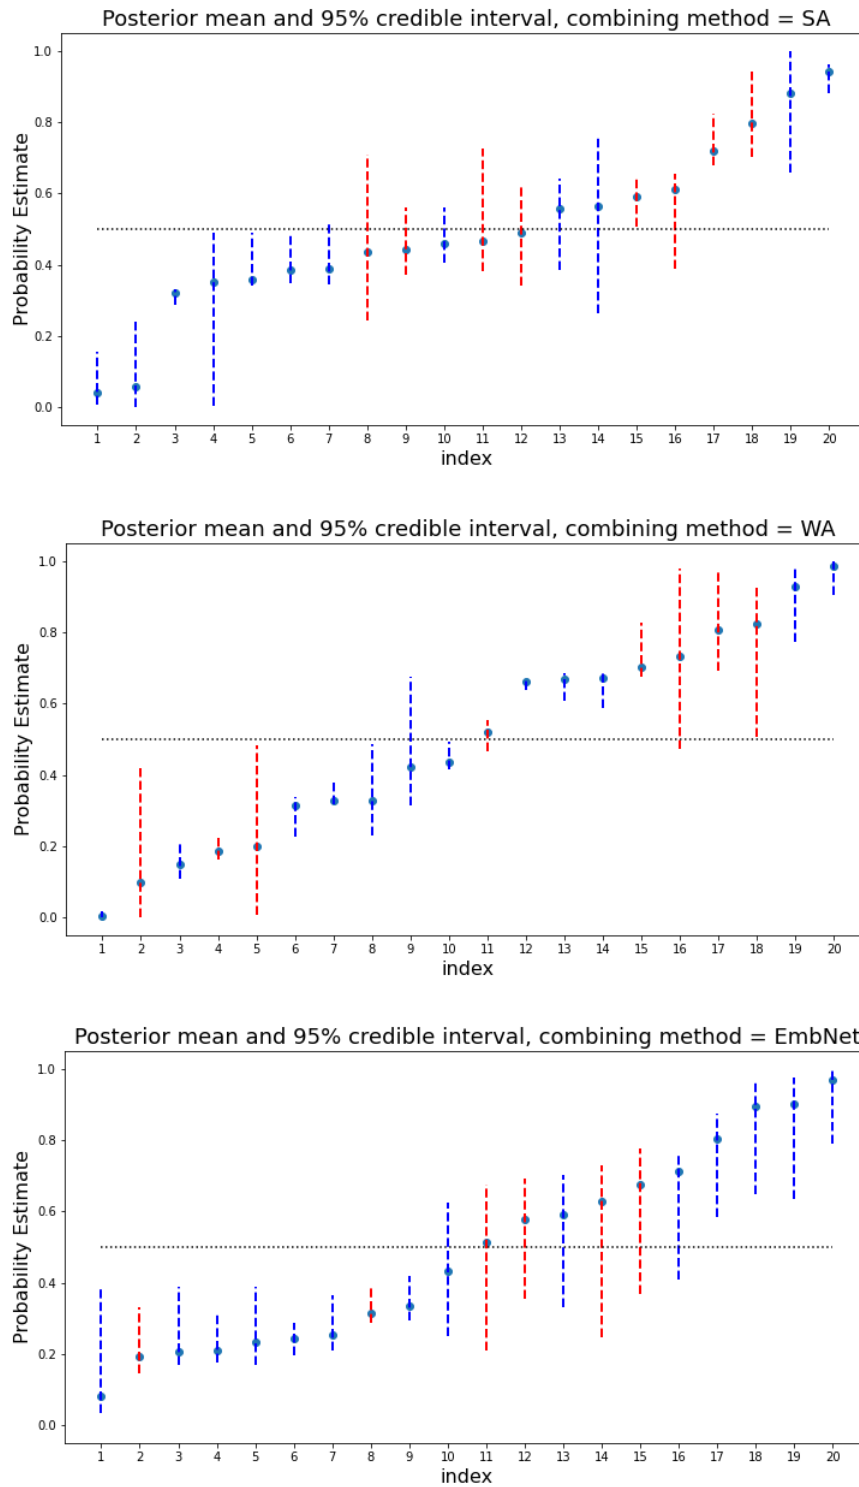 Posterior mean and 95% credible interval, combining method = SA
Probability Estimate
1.0
0.8
0.6
0.4
0.2
0.0
1 2 3 4 5 6 7 8 9 10 11 12 13 14 15 16 17 18 19 20
index
Posterior mean and 95% credible interval, combining method = WA
Probability Estimate
1.0
0.8
0.6
0.4
0.2
0.0
1 2 3 4 5 6 7 8 9 10 11 12 13 14 15 16 17 18 19 20
index
Posterior mean and 95% credible interval, combining method = EmbNet
Probability Estimate
1.0
0.8
0.6
0.4
0.2
0.0
1 2 3 4 5 6 7 8 9 10 11 12 13 14 15 16 17 18 19 20
index